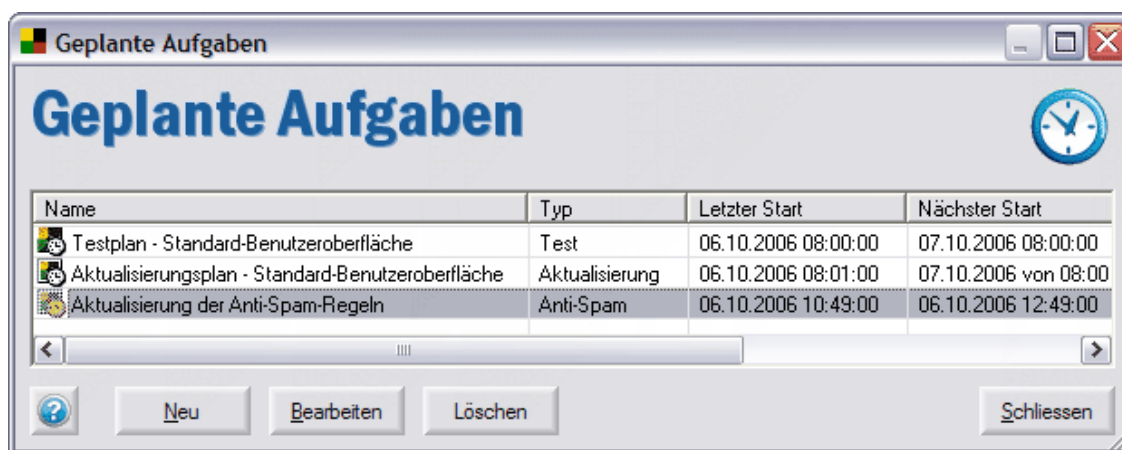 Geplante Aufgaben
Geplante Aufgaben
Name Typ Letzter Start Nächster Start
Testplan - Standard-Benutzeroberfläche Test 06.10.2006 08:00:00 07.10.2006 08:00:00
Aktualisierungsplan - Standard-Benutzeroberfläche Aktualisierung 06.10.2006 08:01:00 07.10.2006 von 08:00
Aktualisierung der Anti-Spam-Regeln Anti-Spam 06.10.2006 10:49:00 06.10.2006 12:49:00
Neu Bearbeiten Löschen Schliessen